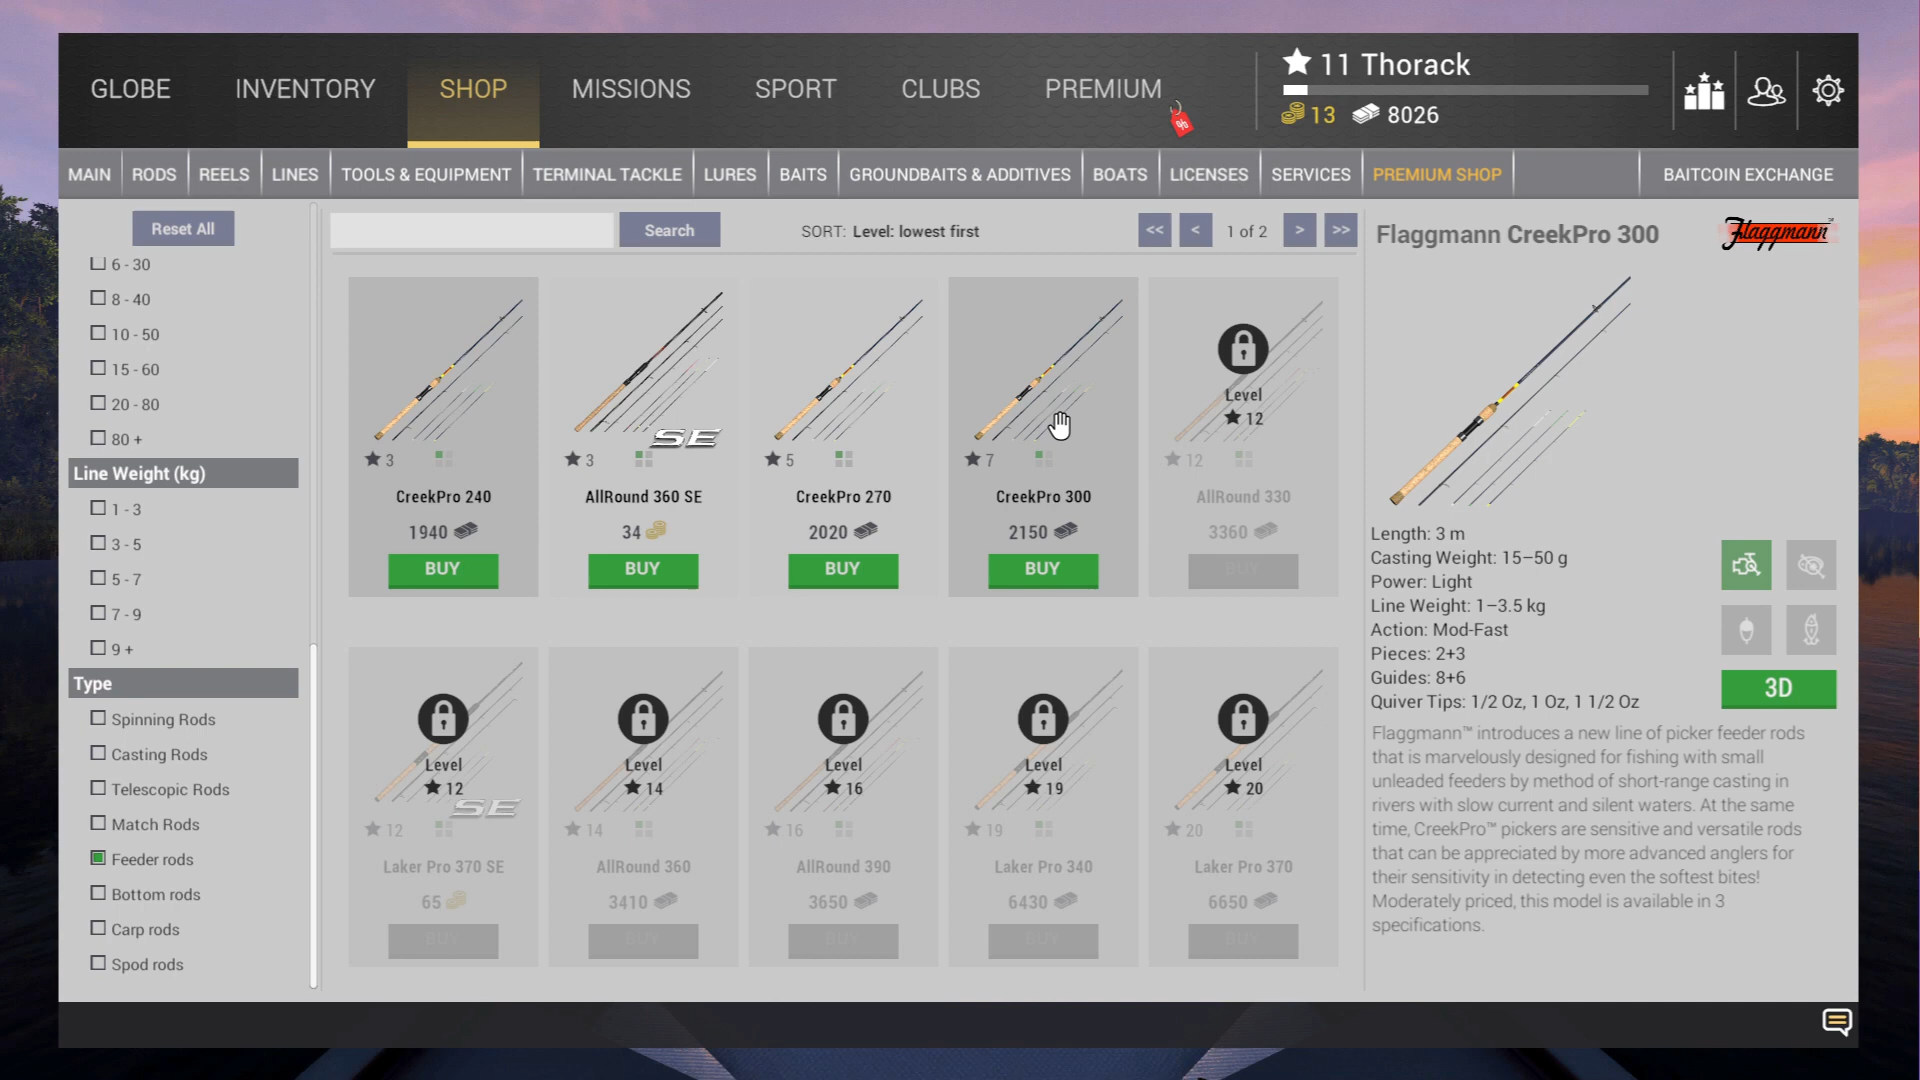 GLOBE INVENTORY SHOP MISSIONS SPORT CLUBS PREMIUM
%
11 Thorack
13 8026
MAIN RODS REELS LINES TOOLS & EQUIPMENT TERMINAL TACKLE LURES BAITS GROUNDBAITS & ADDITIVES BOATS LICENSES SERVICES PREMIUM SHOP BAITCOIN EXCHANGE
Reset All
6 - 30
8 - 40
10 - 50
15 - 60
20 - 80
80 +
Line Weight (kg)
1 - 3
3 - 5
5 - 7
7 - 9
9 +
Type
Spinning Rods
Casting Rods
Telescopic Rods
Match Rods
Feeder rods
Bottom rods
Carp rods
Spod rods
Search
SORT: Level: lowest first
<< < 1 of 2 > >>
3
CreekPro 240
1940
BUY
SE
3
AllRound 360 SE
34
BUY
5
CreekPro 270
2020
BUY
7
CreekPro 300
2150
BUY
Level
12
12
AllRound 330
3360
BUY
Level
12
SE
12
Laker Pro 370 SE
65
BUY
Level
14
14
AllRound 360
3410
BUY
Level
16
16
AllRound 390
3650
BUY
Level
19
19
Laker Pro 340
6430
BUY
Level
20
20
Laker Pro 370
6650
BUY
Flaggmann CreekPro 300
Flaggmann
Length: 3 m
Casting Weight: 15–50 g
Power: Light
Line Weight: 1–3.5 kg
Action: Mod-Fast
Pieces: 2+3
Guides: 8+6
Quiver Tips: 1/2 Oz, 1 Oz, 1 1/2 Oz
3D
Flaggmann™ introduces a new line of picker feeder rods
that is marvelously designed for fishing with small
unleaded feeders by method of short-range casting in
rivers with slow current and silent waters. At the same
time, CreekPro™ pickers are sensitive and versatile rods
that can be appreciated by more advanced anglers for
their sensitivity in detecting even the softest bites!
Moderately priced, this model is available in 3
specifications.